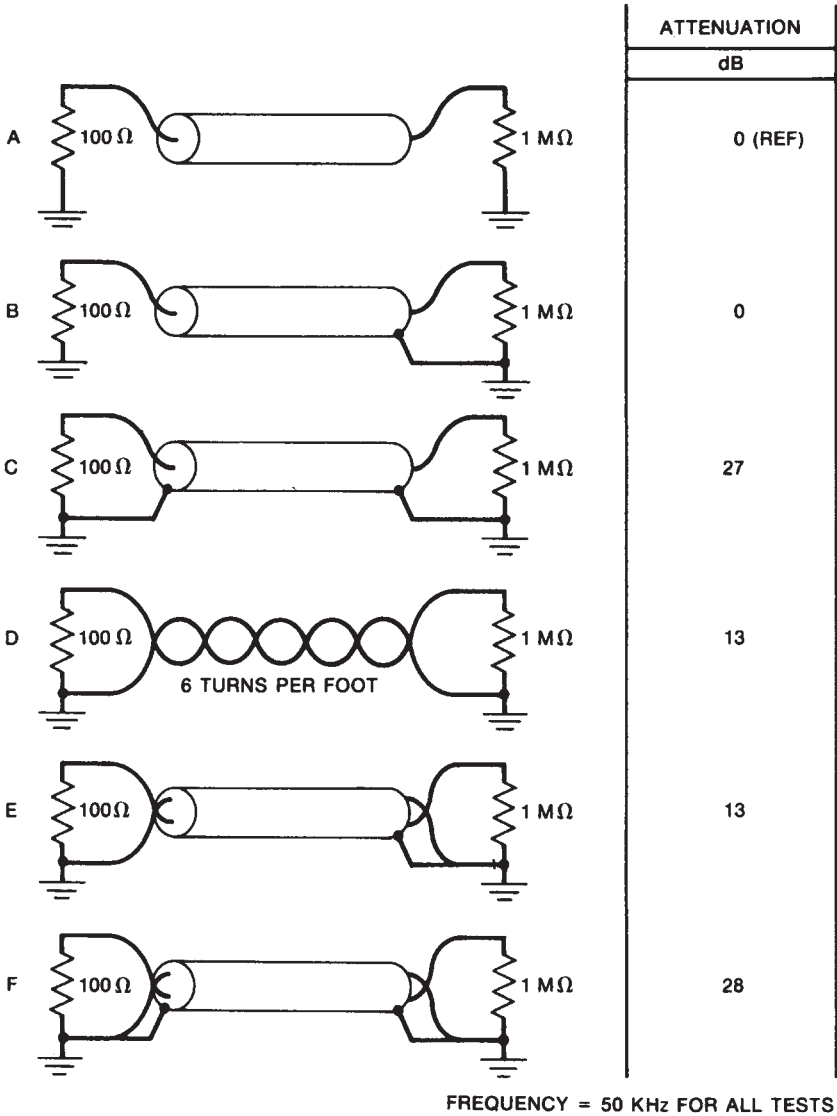 ATTENUATION
dB
A 100 Ω 1 MΩ 0 (REF)
B 100 Ω 1 MΩ 0
C 100 Ω 1 MΩ 27
D 100 Ω 1 MΩ 13
6 TURNS PER FOOT
E 100Ω 1 MΩ 13
F 100 Ω 1 MΩ 28
FREQUENCY = 50 KHz FOR ALL TESTS